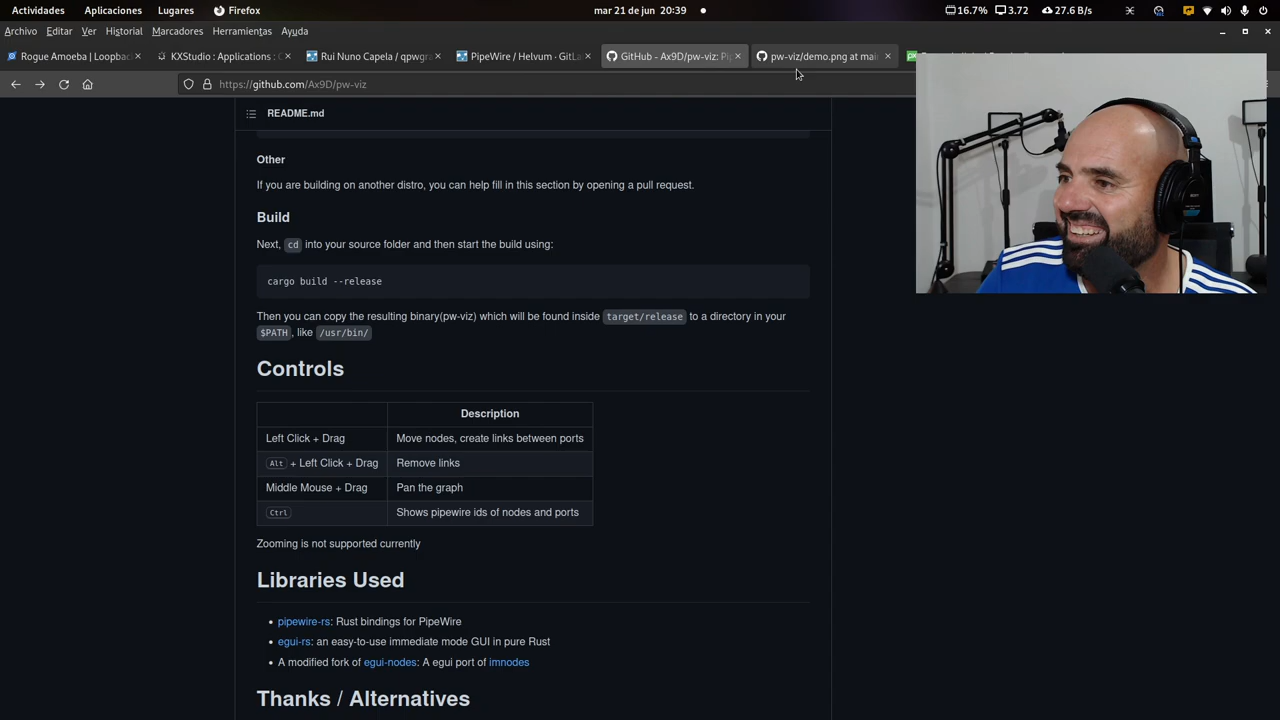 Actividades Aplicaciones Lugares Firefox mar 21 de jun 20:39 16.7% 3.72 27.6 B/s
Archivo Editar Ver Historial Marcadores Herramientas Ayuda
Rogue Amoeba | Loopbac KXStudio : Applications : C Rui Nuno Capela / qpwgra PipeWire / Helvum · GitLa GitHub - Ax9D/pw-viz: Pi pw-viz/demo.png at mai
https://github.com/Ax9D/pw-viz
README.md
Other
If you are building on another distro, you can help fill in this section by opening a pull request.
Build
Next, cd into your source folder and then start the build using:
cargo build --release
Then you can copy the resulting binary(pw-viz) which will be found inside target/release to a directory in your
$PATH, like /usr/bin/
Controls
Description
Left Click + Drag Move nodes, create links between ports
Alt + Left Click + Drag Remove links
Middle Mouse + Drag Pan the graph
Ctrl Shows pipewire ids of nodes and ports
Zooming is not supported currently
Libraries Used
• pipewire-rs: Rust bindings for PipeWire
• egui-rs: an easy-to-use immediate mode GUI in pure Rust
• A modified fork of egui-nodes: A egui port of imnodes
Thanks / Alternatives